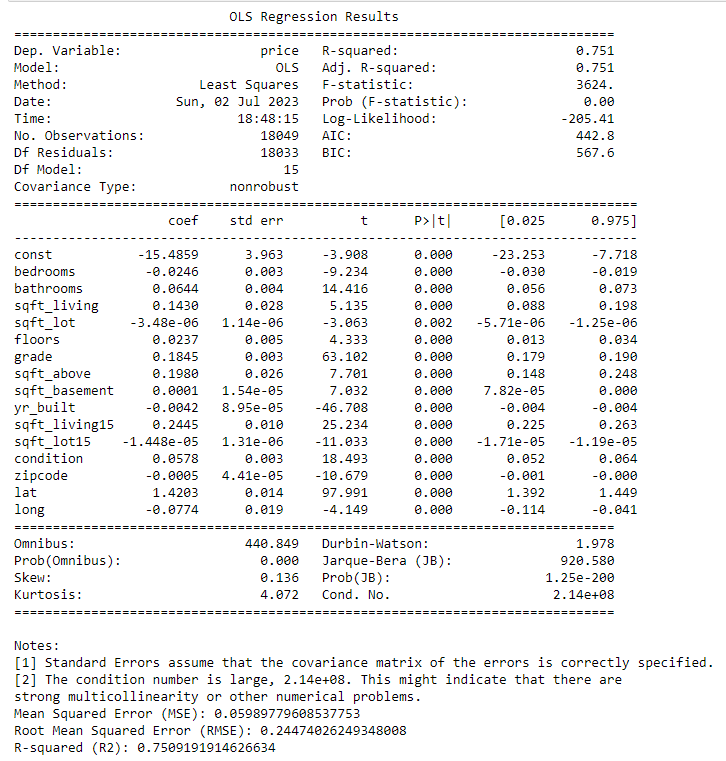 OLS Regression Results
==============================================================================
Dep. Variable: price R-squared: 0.751
Model: OLS Adj. R-squared: 0.751
Method: Least Squares F-statistic: 3624.
Date: Sun, 02 Jul 2023 Prob (F-statistic): 0.00
Time: 18:48:15 Log-Likelihood: -205.41
No. Observations: 18049 AIC: 442.8
Df Residuals: 18033 BIC: 567.6
Df Model: 15
Covariance Type: nonrobust
=================================================================================
coef std err t P>|t| [0.025 0.975]
---------------------------------------------------------------------------------
const -15.4859 3.963 -3.908 0.000 -23.253 -7.718
bedrooms -0.0246 0.003 -9.234 0.000 -0.030 -0.019
bathrooms 0.0644 0.004 14.416 0.000 0.056 0.073
sqft_living 0.1430 0.028 5.135 0.000 0.088 0.198
sqft_lot -3.48e-06 1.14e-06 -3.063 0.002 -5.71e-06 -1.25e-06
floors 0.0237 0.005 4.333 0.000 0.013 0.034
grade 0.1845 0.003 63.102 0.000 0.179 0.190
sqft_above 0.1980 0.026 7.701 0.000 0.148 0.248
sqft_basement 0.0001 1.54e-05 7.032 0.000 7.82e-05 0.000
yr_built -0.0042 8.95e-05 -46.708 0.000 -0.004 -0.004
sqft_living15 0.2445 0.010 25.234 0.000 0.225 0.263
sqft_lot15 -1.448e-05 1.31e-06 -11.033 0.000 -1.71e-05 -1.19e-05
condition 0.0578 0.003 18.493 0.000 0.052 0.064
zipcode -0.0005 4.41e-05 -10.679 0.000 -0.001 -0.000
lat 1.4203 0.014 97.991 0.000 1.392 1.449
long -0.0774 0.019 -4.149 0.000 -0.114 -0.041
==============================================================================
Omnibus: 440.849 Durbin-Watson: 1.978
Prob(Omnibus): 0.000 Jarque-Bera (JB): 920.580
Skew: 0.136 Prob(JB): 1.25e-200
Kurtosis: 4.072 Cond. No. 2.14e+08
==============================================================================
Notes:
[1] Standard Errors assume that the covariance matrix of the errors is correctly specified.
[2] The condition number is large, 2.14e+08. This might indicate that there are
strong multicollinearity or other numerical problems.
Mean Squared Error (MSE): 0.05989779608537753
Root Mean Squared Error (RMSE): 0.24474026249348008
R-squared (R2): 0.7509191914626634